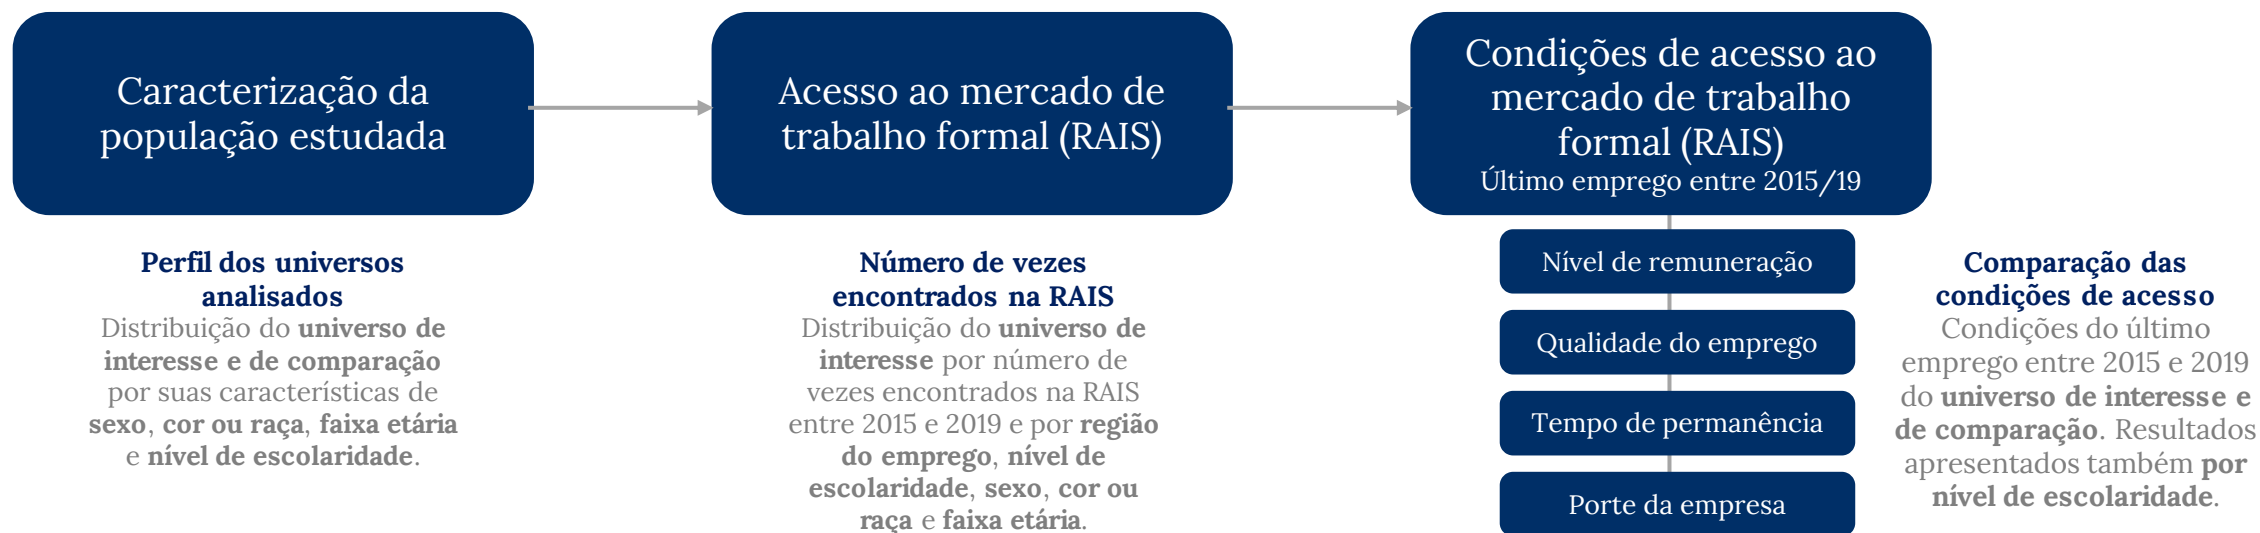 Caracterização da
população estudada
Perfil dos universos
analisados
Distribuição do universo de
interesse e de comparação
por suas características de
sexo, cor ou raça, faixa etária
e nível de escolaridade.
Acesso ao mercado de
trabalho formal (RAIS)
Número de vezes
encontrados na RAIS
Distribuição do universo de
interesse por número de
vezes encontrados na RAIS
entre 2015 e 2019 e por região
do emprego, nível de
escolaridade, sexo, cor ou
raça e faixa etária.
Condições de acesso ao
mercado de trabalho
formal (RAIS)
Último emprego entre 2015/19
Nível de remuneração
Qualidade do emprego
Tempo de permanência
Porte da empresa
Comparação das
condições de acesso
Condições do último
emprego entre 2015 e 2019
do universo de interesse e
de comparação. Resultados
apresentados também por
nível de escolaridade.